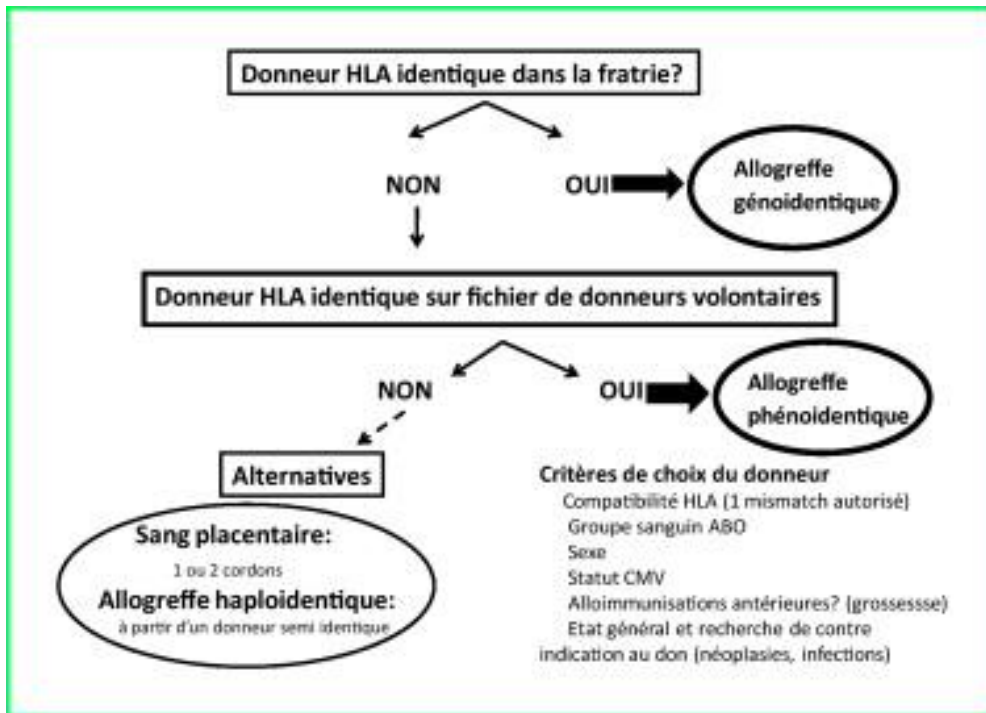 Donneur HLA identique dans la fratrie?
NON
OUI
Allogreffe
génoidentique
Donneur HLA identique sur fichier de donneurs volontaires
NON
OUI
Allogreffe
phénoidentique
Alternatives
Sang placentaire:
1 ou 2 cordons
Allogreffe haploidentique:
à partir d'un donneur semi identique
Critères de choix du donneur
Compatibilité HLA (1 mismatch autorisé)
Groupe sanguin ABO
Sexe
Statut CMV
Alloimmunisations antérieures? (grossessse)
Etat général et recherche de contre
indication au don (néoplasies, infections)